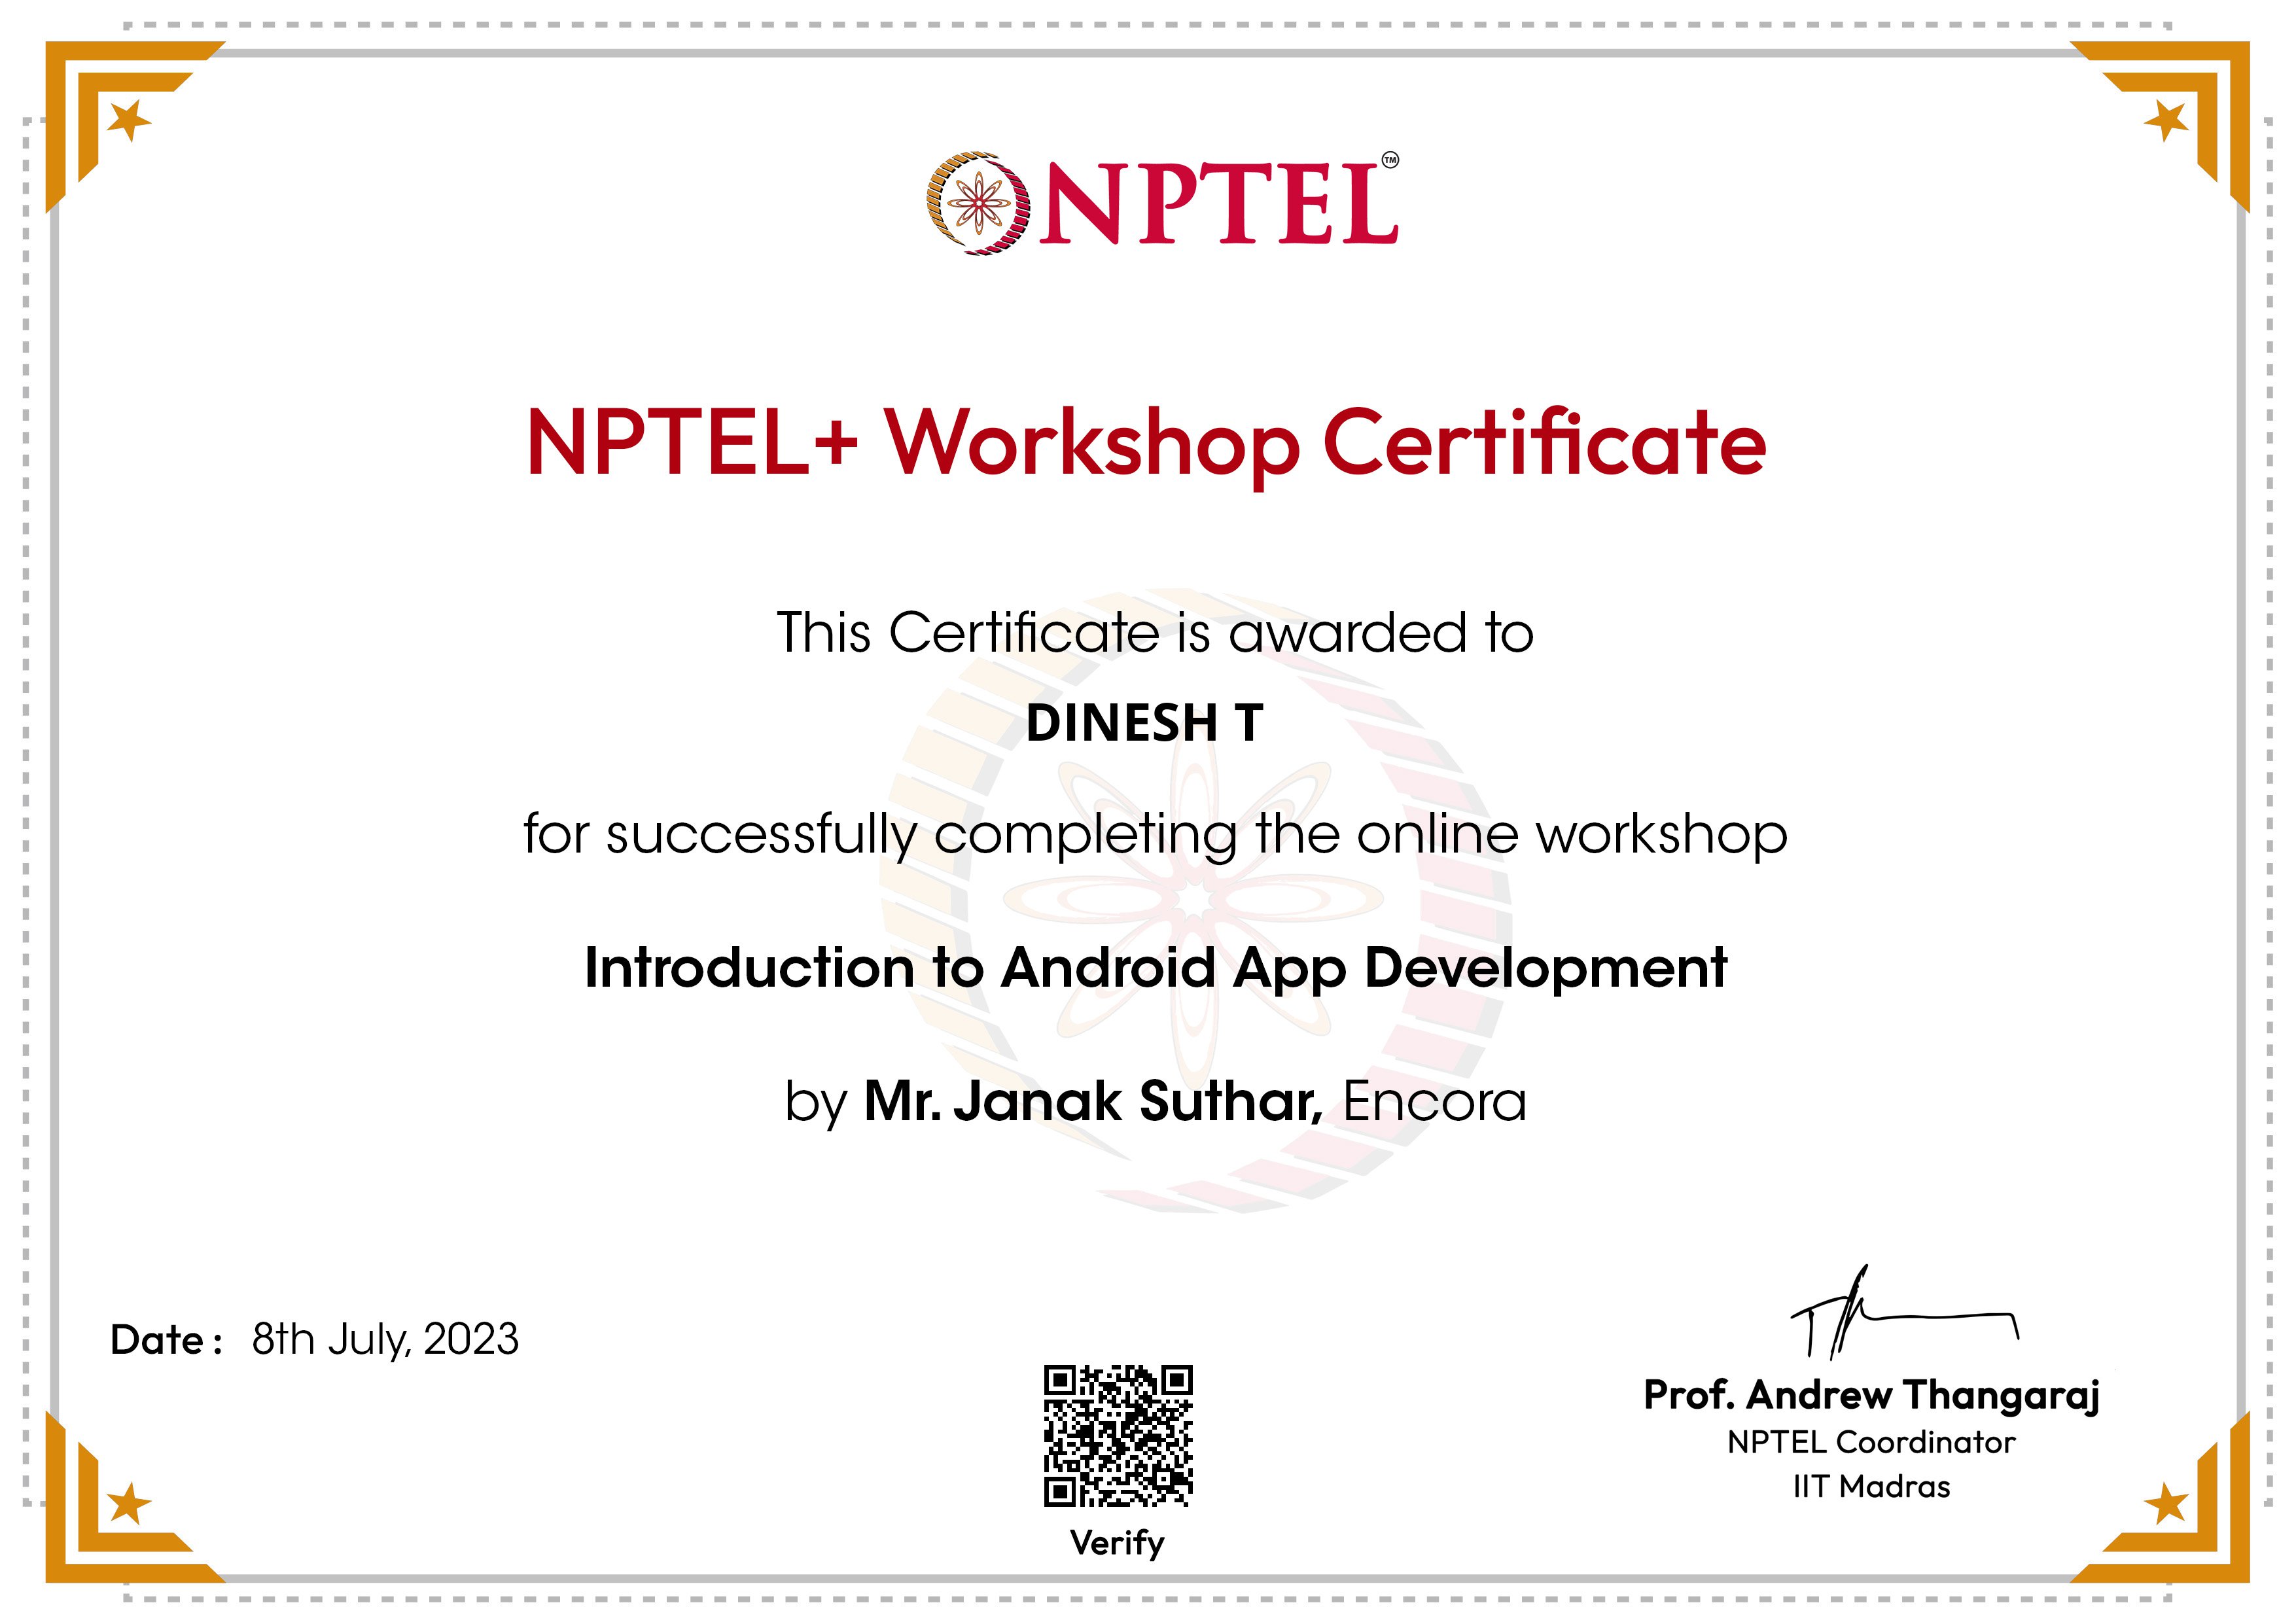 NPTEL™
NPTEL+ Workshop Certificate
This Certificate is awarded to
DINESH T
for successfully completing the online workshop
Introduction to Android App Development
by Mr. Janak Suthar, Encora
Date : 8th July, 2023
Prof. Andrew Thangaraj
NPTEL Coordinator
IIT Madras
Verify